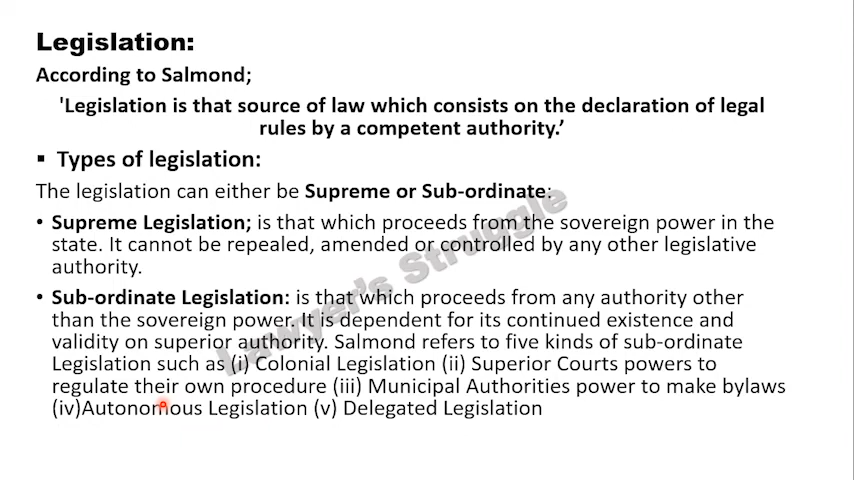 Legislation:
According to Salmond;
'Legislation is that source of law which consists on the declaration of legal
rules by a competent authority.’
▪ Types of legislation:
The legislation can either be Supreme or Sub-ordinate:
• Supreme Legislation; is that which proceeds from the sovereign power in the
state. It cannot be repealed, amended or controlled by any other legislative
authority.
• Sub-ordinate Legislation: is that which proceeds from any authority other
than the sovereign power. It is dependent for its continued existence and
validity on superior authority. Salmond refers to five kinds of sub-ordinate
Legislation such as (i) Colonial Legislation (ii) Superior Courts powers to
regulate their own procedure (iii) Municipal Authorities power to make bylaws
(iv)Autonomous Legislation (v) Delegated Legislation
Lawyer's Struggle